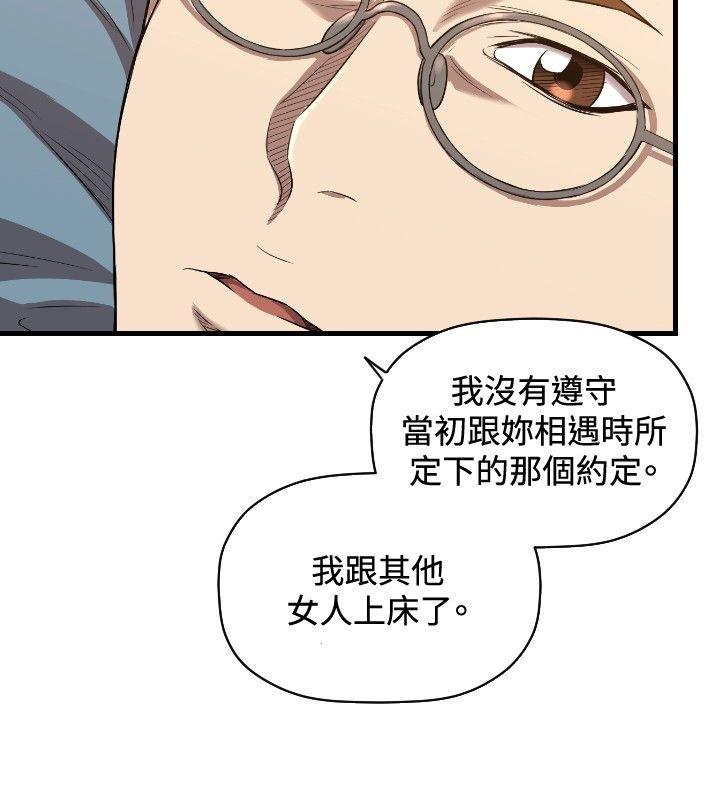 我沒有遵守
當初跟妳相遇時所
定下的那個約定。
我跟其他
女人上床了。